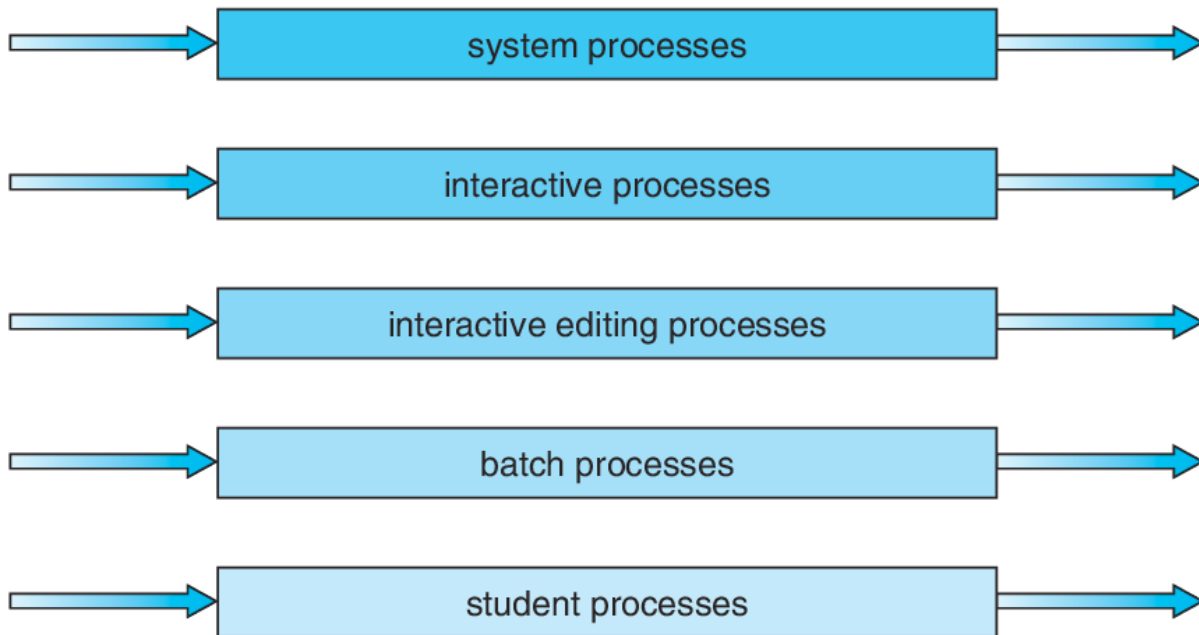 system processes
interactive processes
interactive editing processes
batch processes
student processes